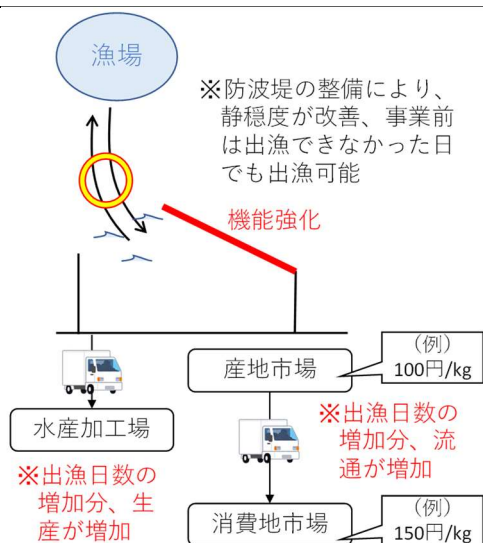 漁場
※防波堤の整備により、
静穏度が改善、事業前
は出漁できなかった日
でも出漁可能
機能強化
産地市場
(例)
100円/kg
水産加工場
※出漁日数の
増加分、流
通が増加
※出漁日数の
増加分、生
産が増加
消費地市場
(例)
150円/kg